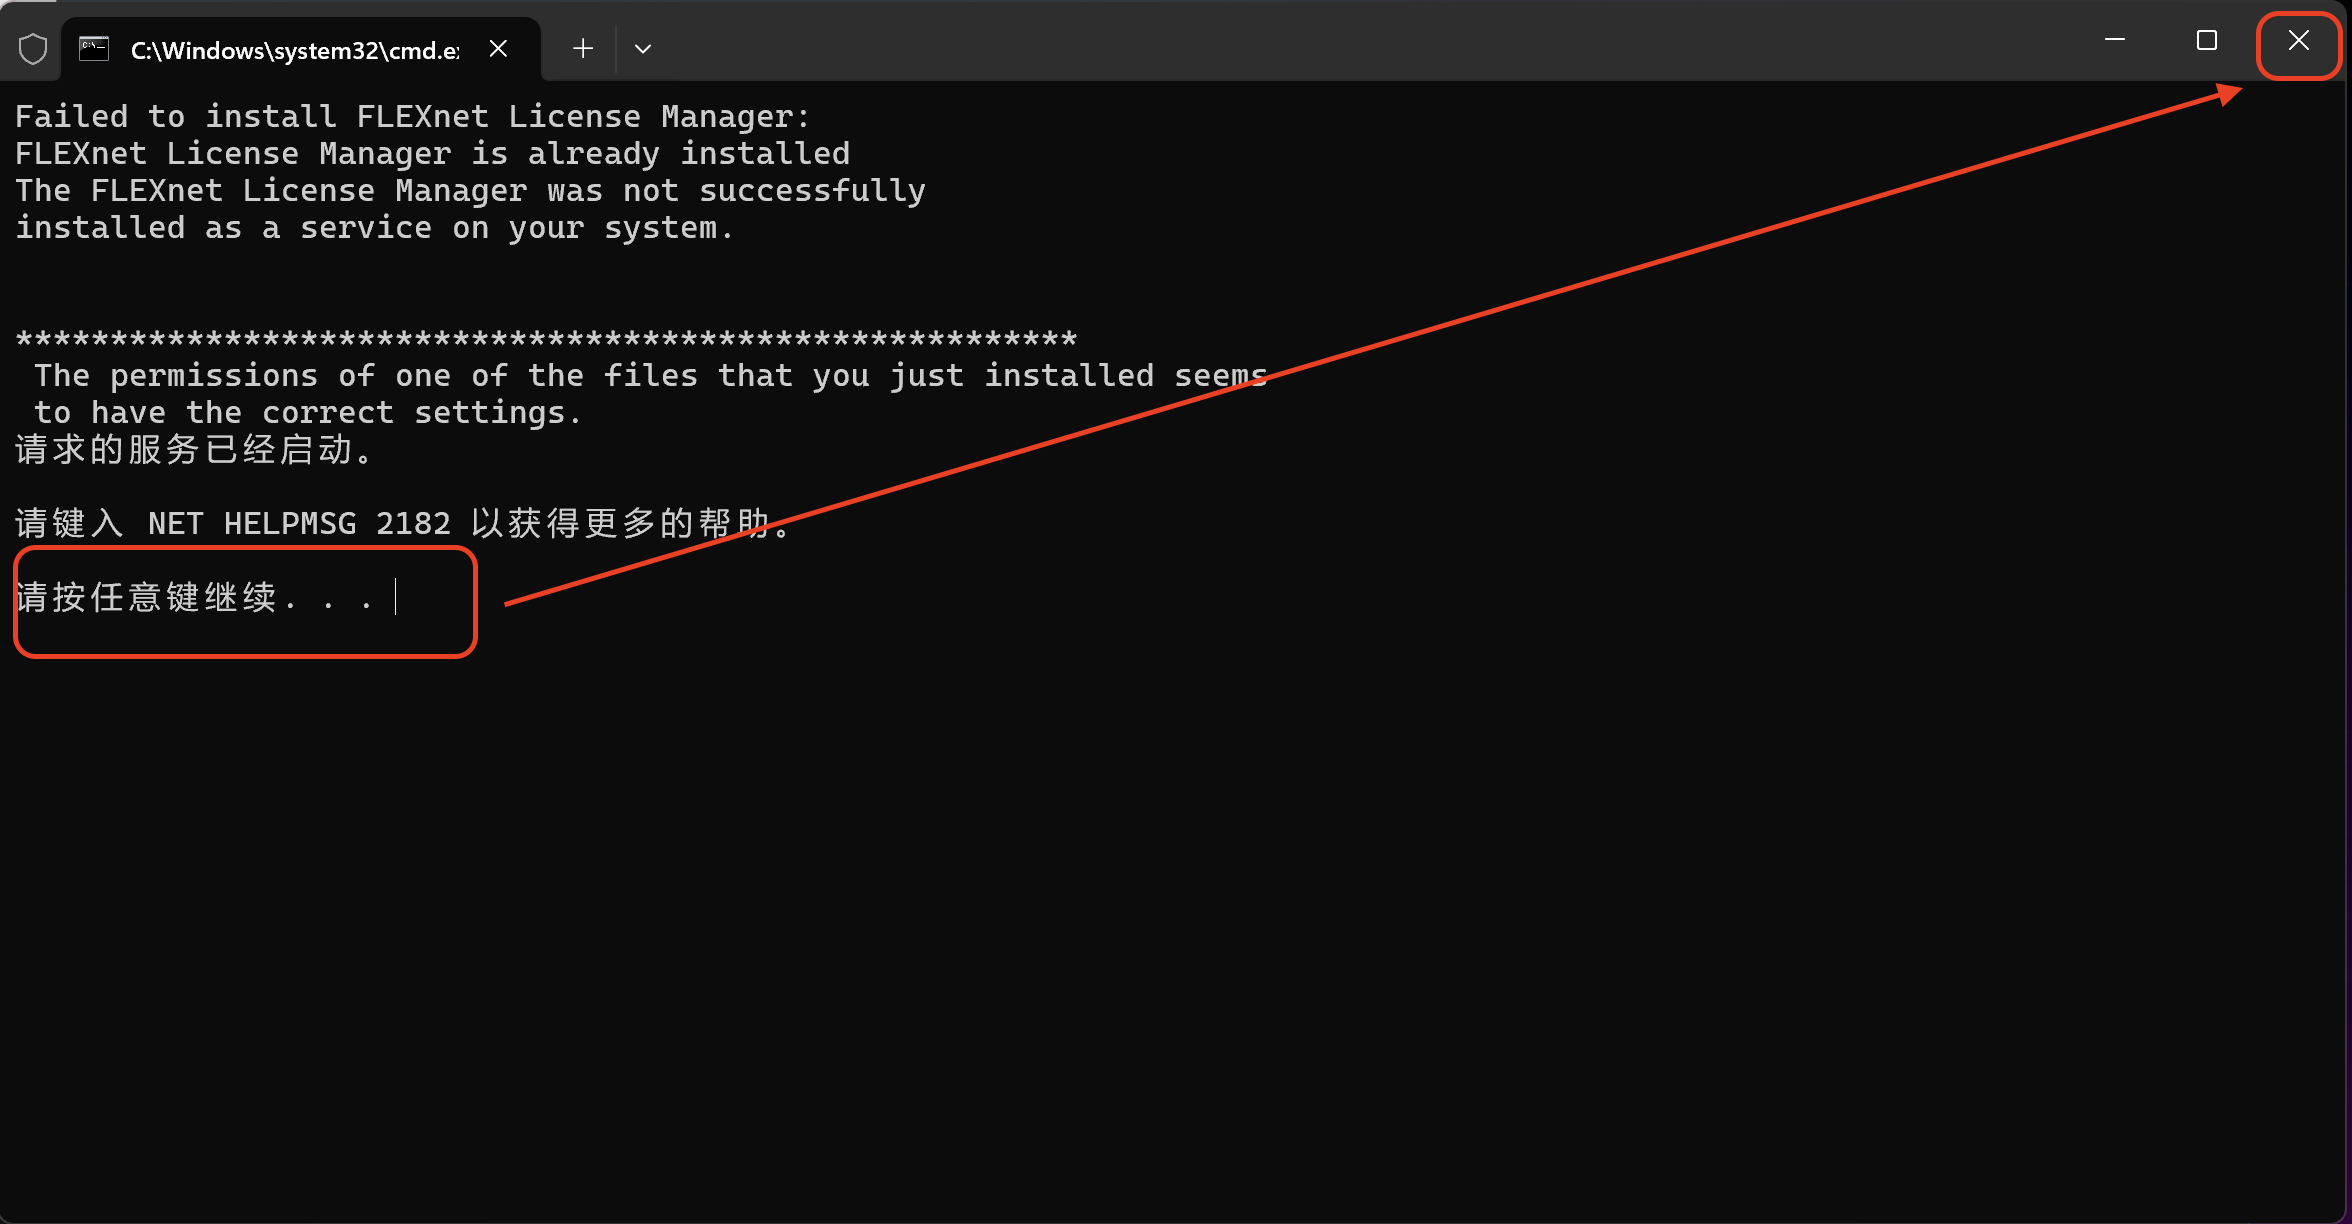 C:\Windows\system32\cmd.e
Failed to install FLEXnet License Manager:
FLEXnet License Manager is already installed
The FLEXnet License Manager was not successfully
installed as a service on your system.
********************************************************
The permissions of one of the files that you just installed seems
to have the correct settings.
请求的服务已经启动。
请键入 NET HELPMSG 2182 以获得更多的帮助。
请按任意键继续. . .